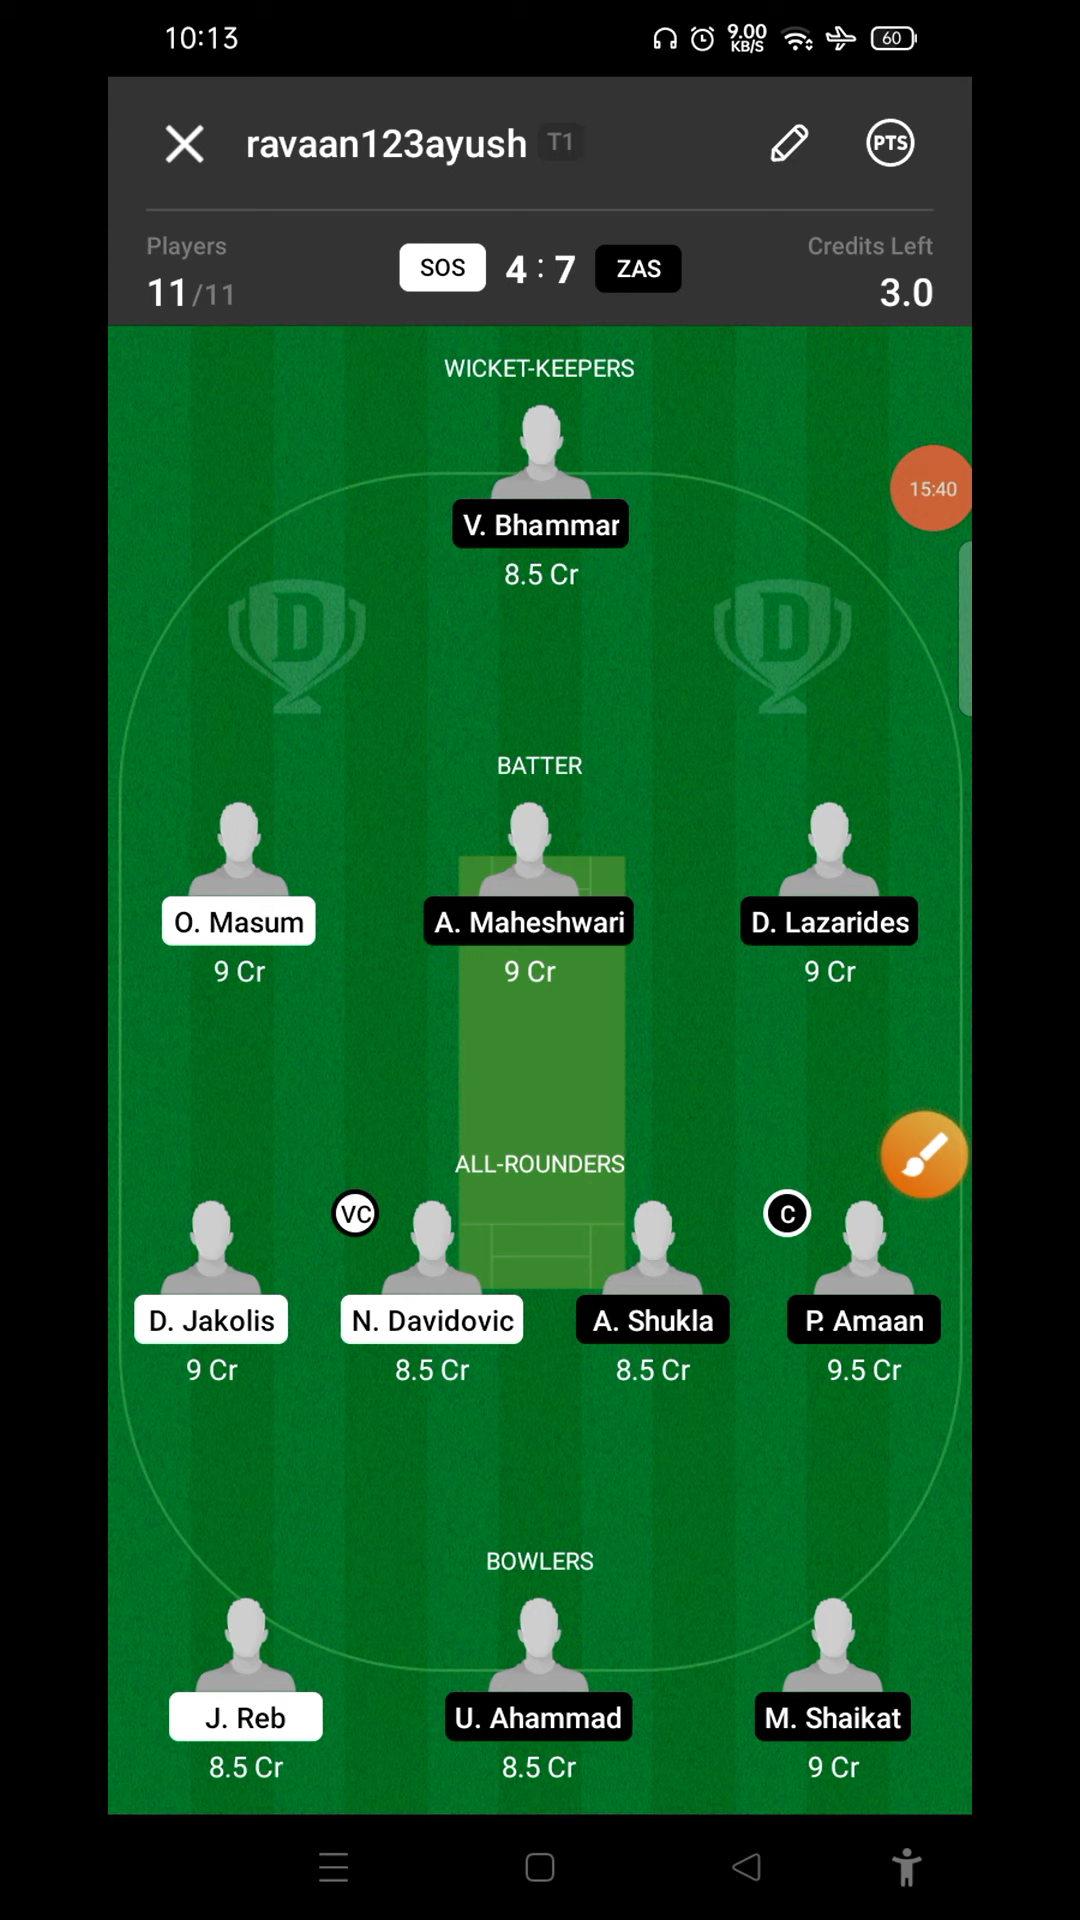 10:13
9.00
KB/S
60
ravaan123ayush T1
PTS
Players
11/11
SOS 4 : 7 ZAS
Credits Left
3.0
WICKET-KEEPERS
15:40
V. Bhammar
8.5 Cr
D D
BATTER
O. Masum A. Maheshwari D. Lazarides
9 Cr 9 Cr 9 Cr
ALL-ROUNDERS
VC C
D. Jakolis N. Davidovic A. Shukla P. Amaan
9 Cr 8.5 Cr 8.5 Cr 9.5 Cr
BOWLERS
J. Reb U. Ahammad M. Shaikat
8.5 Cr 8.5 Cr 9 Cr